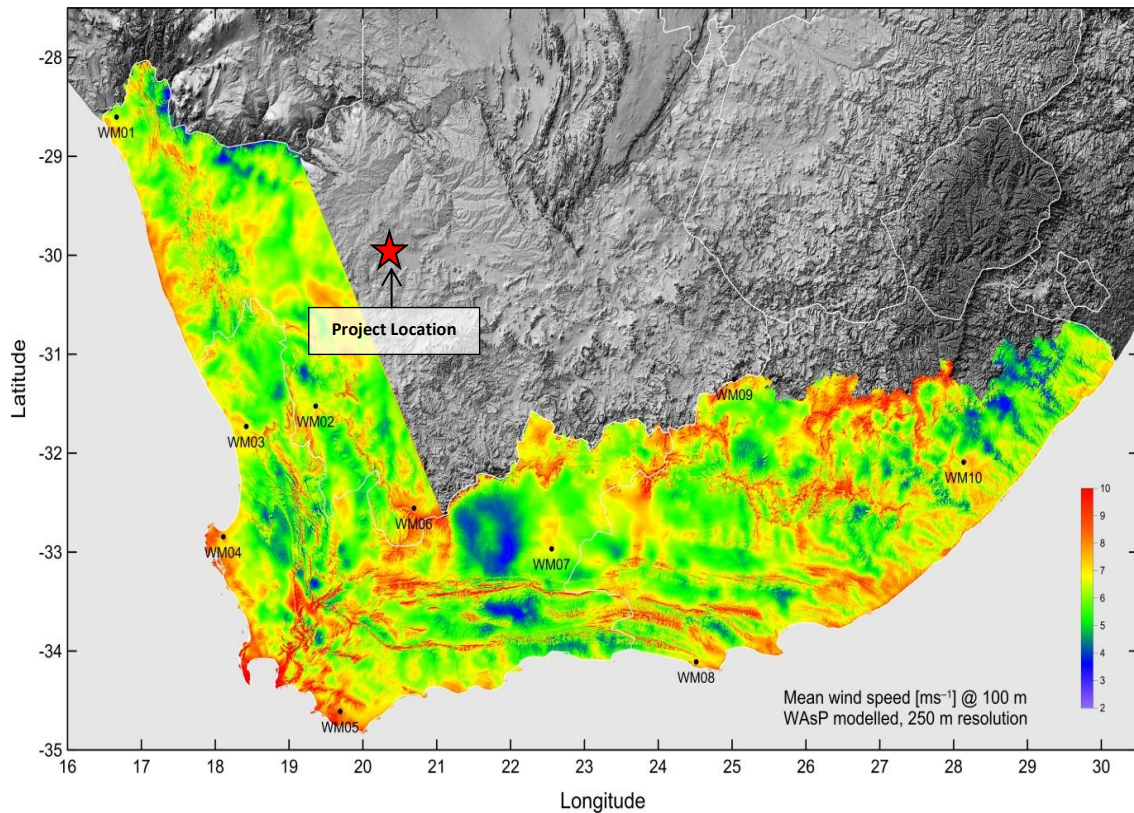 -28
-29
-30
-31
-32
-33
-34
-35
Latitude
WM01
Project Location
WM09
WM02
WM03
WM10
WM06
WM04
WM07
WM08
WM05
10
9
8
7
6
5
4
3
2
Mean wind speed [ms⁻¹] @ 100 m
WAsP modelled, 250 m resolution
16 17 18 19 20 21 22 23 24 25 26 27 28 29 30
Longitude